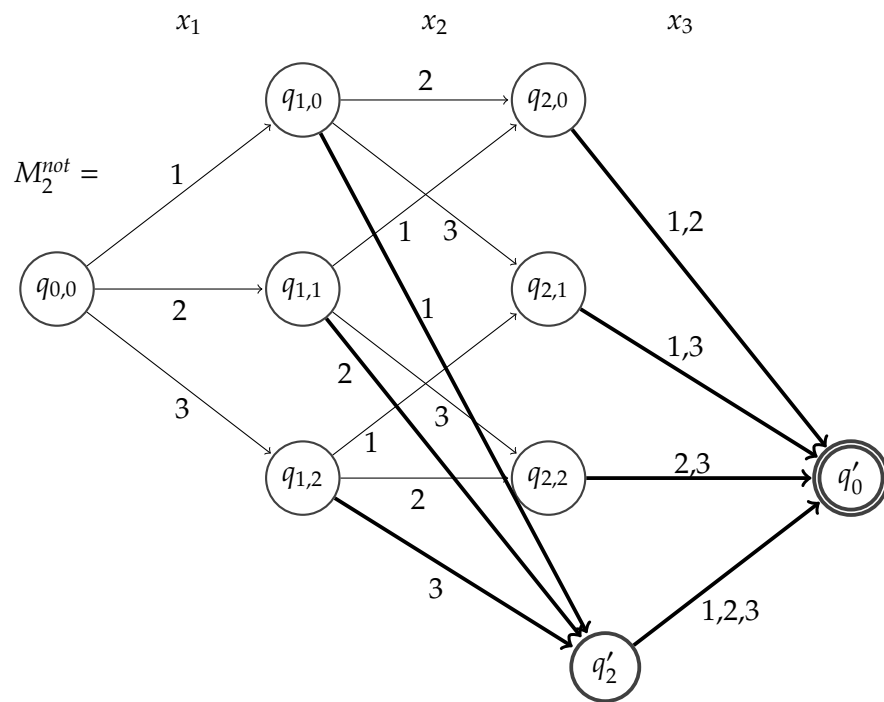 x₁ x₂ x₃
q₁,₀ 2 q₂,₀
M₂ⁿᵒᵗ =
1
1 3 1,2
q₀,₀ q₁,₁ q₂,₁
2 1
2 1,3
3 1 3
q₁,₂ 2 q₂,₂ 2,3 q′₀
3
1,2,3
q′₂